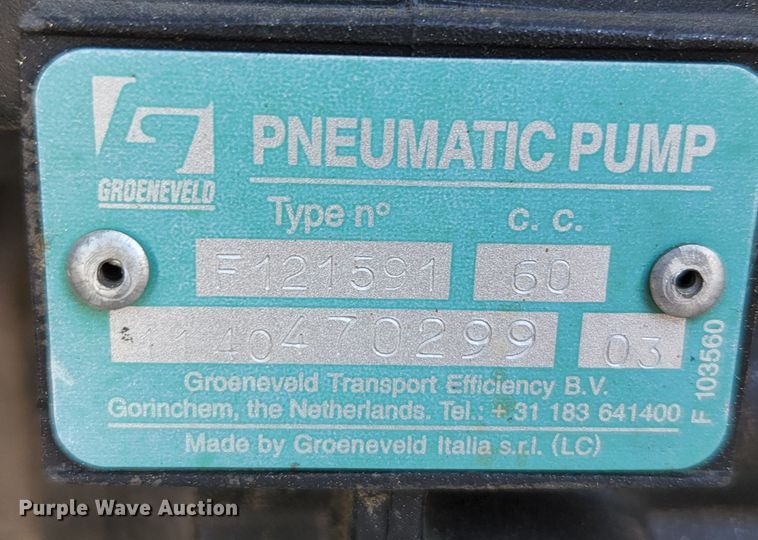 PNEUMATIC PUMP
GROENEVELD
Type n° c. c.
F121591 60
470299 03
F 103560
Groeneveld Transport Efficiency B.V.
Gorinchem, the Netherlands. Tel.: + 31 183 641400
Made by Groeneveld Italia s.r.l. (LC)
Purple Wave Auction